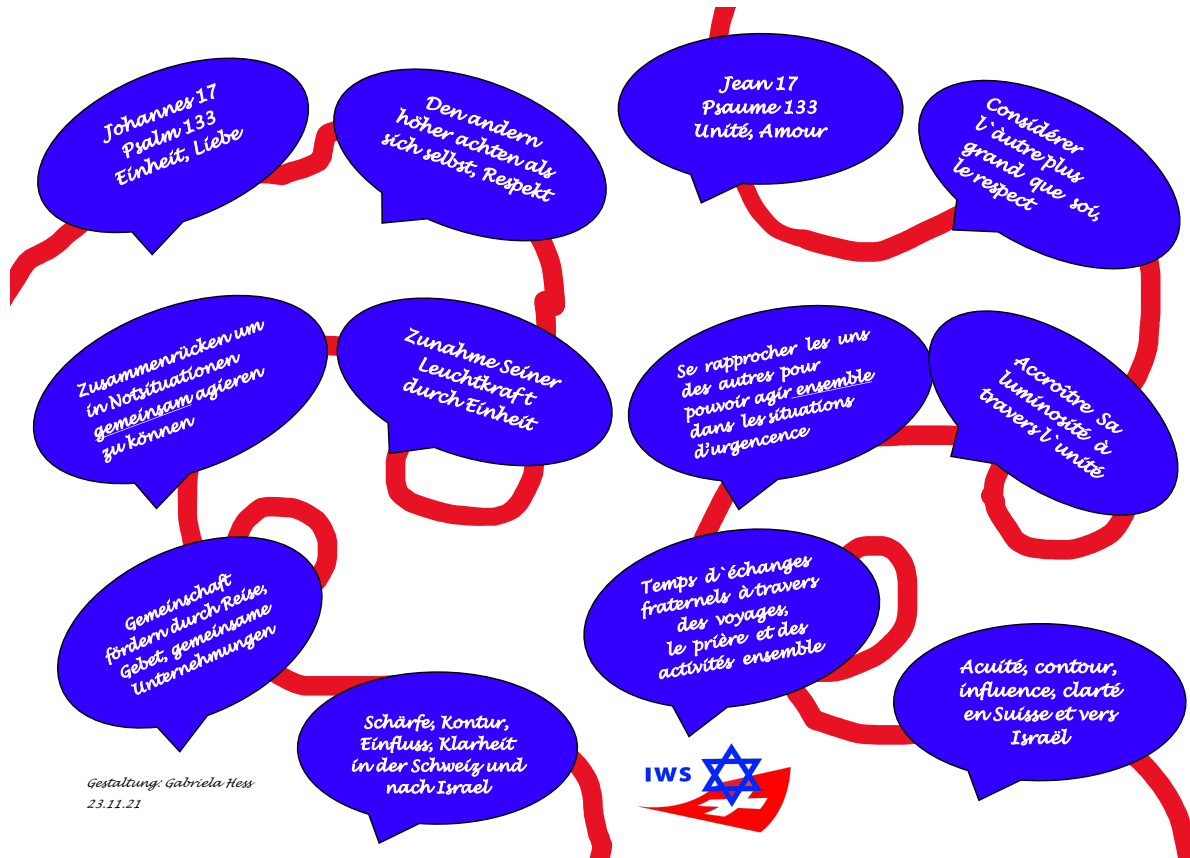 Johannes 17
Psalm 133
Einheit, Liebe
Den andern
höher achten als
sich selbst, Respekt
Zusammenrücken um
in Notsituationen
gemeinsam agieren
zu können
Zunahme Seiner
Leuchtkraft
durch Einheit
Gemeinschaft
fördern durch Reise,
Gebet, gemeinsame
Unternehmungen
Schärfe, Kontur,
Einfluss, Klarheit
in der Schweiz und
nach Israel
Gestaltung: Gabriela Hess
23.11.21
Jean 17
Psaume 133
Unité, Amour
Considérer
l`àutre plus
grand que soi,
le respect
Se rapprocher les uns
des autres pour
pouvoir agir ensemble
dans les situations
d'urgencence
Accroître Sa
luminosité à
travers l`unité
Temps d`échanges
fraternels à travers
des voyages,
le prière et des
activités ensemble
Acuité, contour,
influence, clarté
en Suisse et vers
Israël
IWS